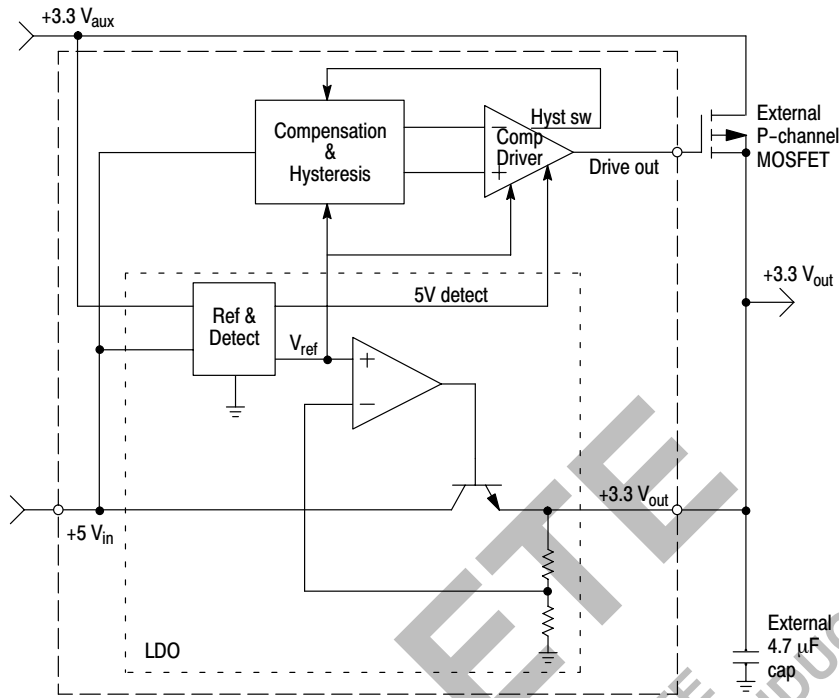 +3.3 Vaux
Compensation
&
Hysteresis
Hyst sw
−
Comp
Driver
+
Drive out
External
P−channel
MOSFET
+3.3 Vout
5V detect
Ref &
Detect
Vref
+
−
+3.3 Vout
+5 Vin
LDO
External
4.7 μF
cap